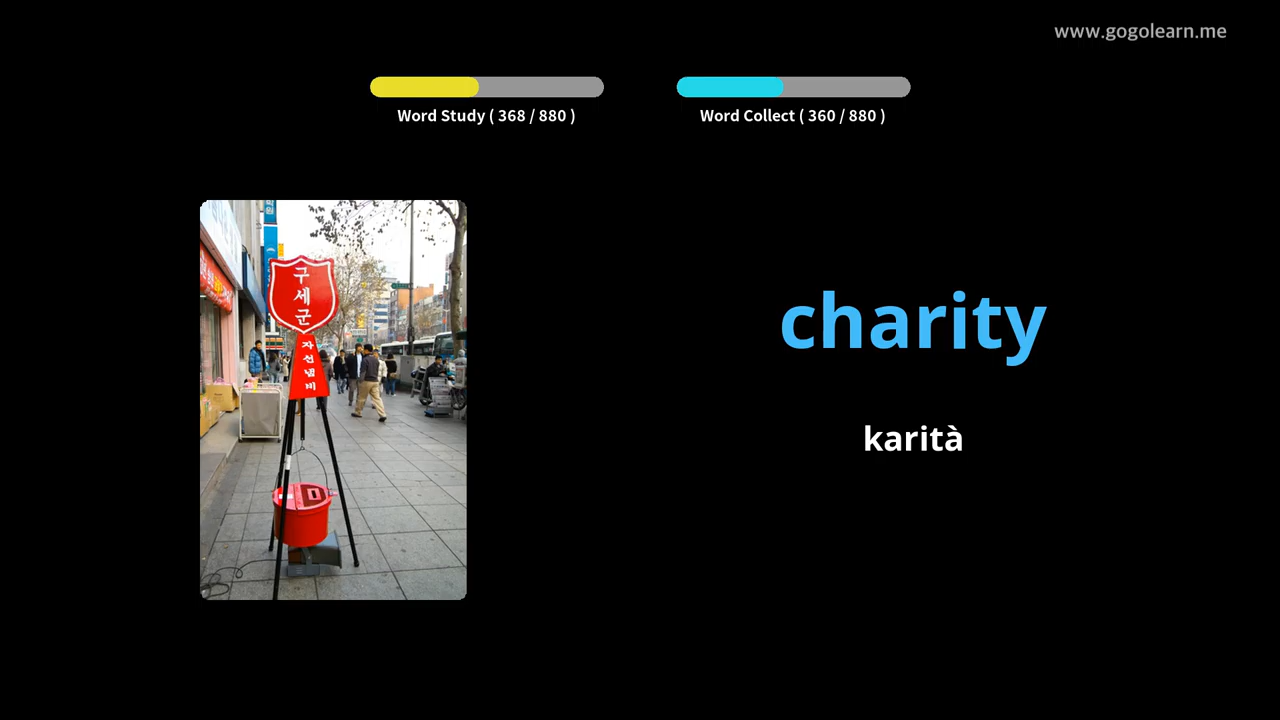 www.gogolearn.me
Word Study ( 368 / 880 )
Word Collect ( 360 / 880 )
구
세
군
자
선
냄
비
charity
karità